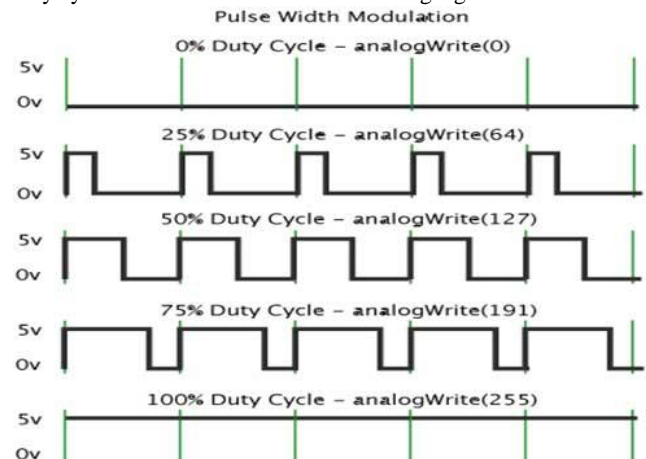 Pulse Width Modulation
0% Duty Cycle – analogWrite(0)
5v
0v
25% Duty Cycle – analogWrite(64)
5v
0v
50% Duty Cycle – analogWrite(127)
5v
0v
75% Duty Cycle – analogWrite(191)
5v
0v
100% Duty Cycle – analogWrite(255)
5v
0v